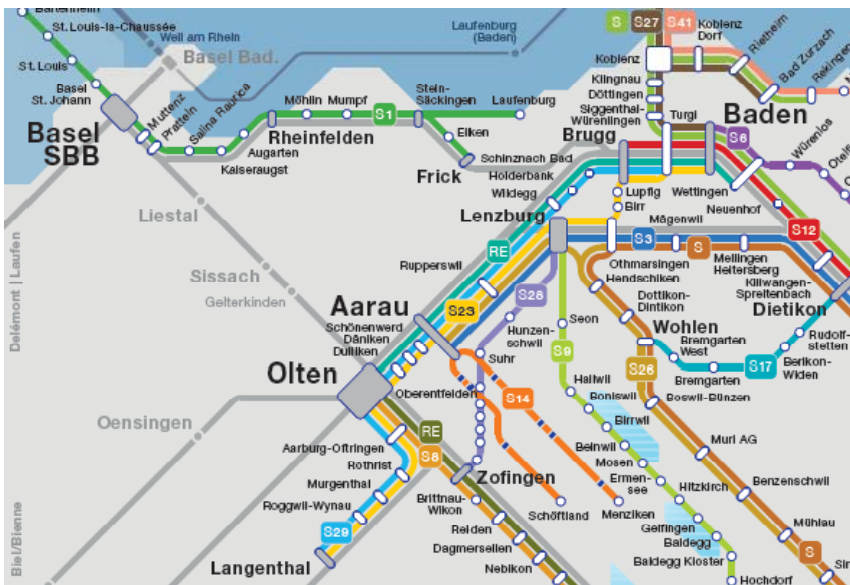 Bartenheim
St. Louis-la-Chaussée
Weil am Rhein
Laufenburg
(Baden)
S
S27
S41
Koblenz
Dorf
Rietheim
Bad Zurzach
Rekingen
St. Louis
Basel Bad.
Koblenz
Klingnau
Döttingen
Siggenthal-
Würenlingen
Basel
St. Johann
Basel
SBB
Muttenz
Pratteln
Salina Raurica
Möhlin
Mumpf
S1
Stein-
Säckingen
Laufenburg
Turgi
Baden
S6
Würenlos
Rheinfelden
Augarten
Kaiseraugst
Eiken
Frick
Brugg
Schinznach Bad
Holderbank
Wildegg
Lupfig
Birr
Wettingen
Neuenhof
S12
Liestal
Lenzburg
Mägenwil
S3
S
RE
Rupperswil
Othmarsingen
Hendschiken
Mellingen
Heitersberg
Killwangen-
Spreitenbach
Dietikon
Sissach
Gelterkinden
Delémont | Laufen
Aarau
S23
S28
Dottikon-
Dintikon
Schönenwerd
Däniken
Dulliken
Hunzen-
schwil
Seon
Wohlen
Bremgarten
West
Rudolf-
stetten
S9
Suhr
S17
Berikon-
Widen
Bremgarten
Olten
Oberentfelden
S14
Hallwil
Boniswil
S26
Boswil-Bünzen
Birrwil
Oensingen
RE
S8
Aarburg-Oftringen
Rothrist
Murgenthal
Roggwil-Wynau
Zofingen
Beinwil
Mosen
Ermen-
see
Hitzkirch
Muri AG
Benzenschwil
Brittnau-
Wikon
Reiden
Dagmersellen
Nebikon
Schöftland
Menziken
Gelfingen
Baldegg
Baldegg Kloster
Hochdorf
Mühlau
S
S29
Langenthal
Biel/Bienne